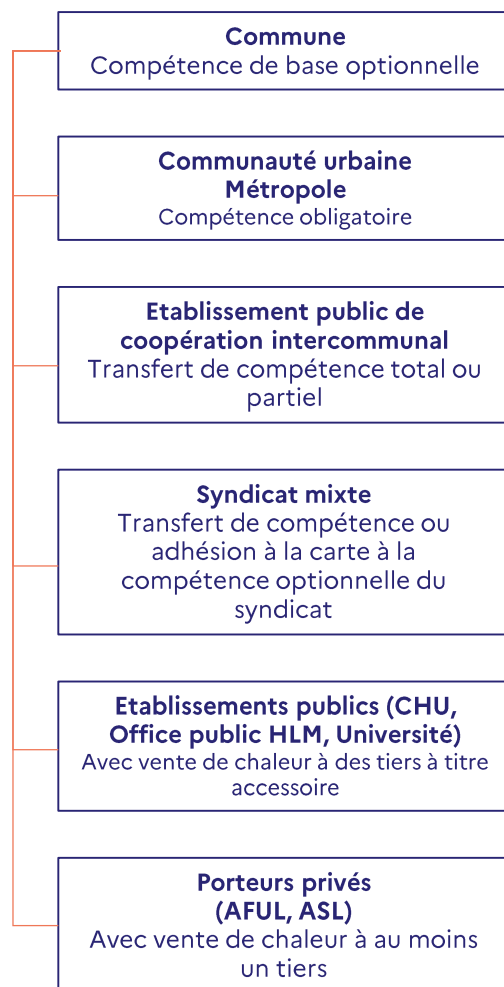 Commune
Compétence de base optionnelle
Communauté urbaine
Métropole
Compétence obligatoire
Etablissement public de
coopération intercommunal
Transfert de compétence total ou
partiel
Syndicat mixte
Transfert de compétence ou
adhésion à la carte à la
compétence optionnelle du
syndicat
Etablissements publics (CHU,
Office public HLM, Université)
Avec vente de chaleur à des tiers à titre
accessoire
Porteurs privés
(AFUL, ASL)
Avec vente de chaleur à au moins
un tiers